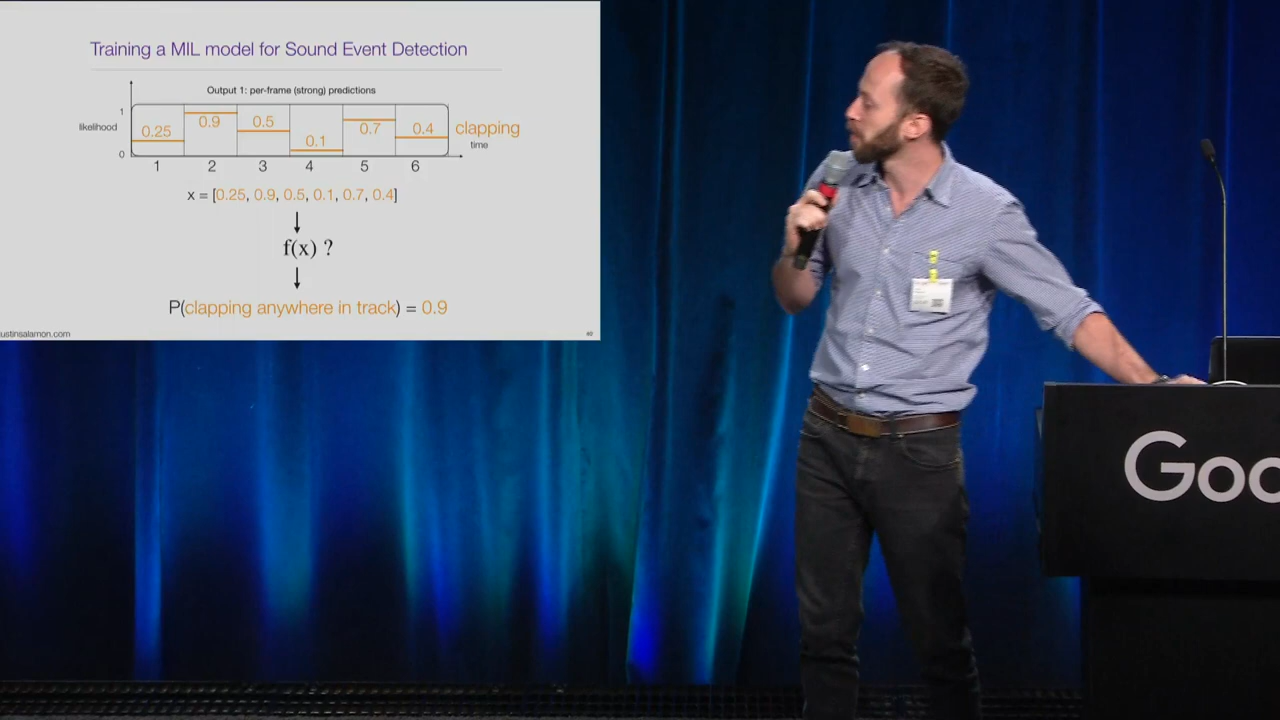 Training a MIL model for Sound Event Detection
Output 1: per-frame (strong) predictions
1
likelihood
0
0.25
0.9
0.5
0.1
0.7
0.4
clapping
time
1 2 3 4 5 6
x = [0.25, 0.9, 0.5, 0.1, 0.7, 0.4]
f(x) ?
P(clapping anywhere in track) = 0.9
ustinsalamon.com
Goo